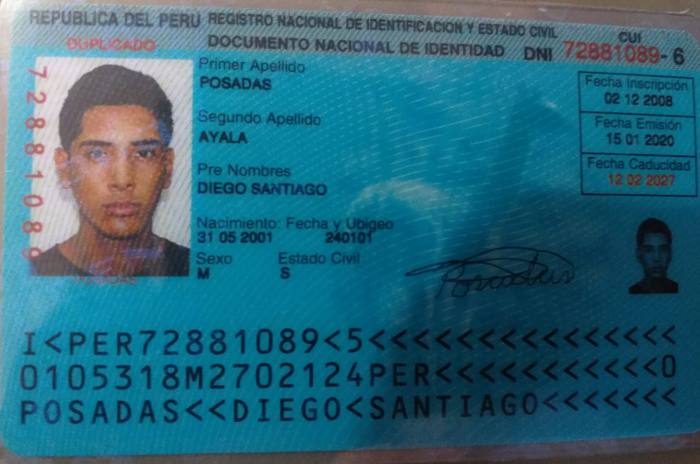 REPUBLICA DEL PERU REGISTRO NACIONAL DE IDENTIFICACION Y ESTADO CIVIL
DUPLICADO
DOCUMENTO NACIONAL DE IDENTIDAD DNI 72881089-6
CUI
72881089
Primer Apellido
POSADAS
Segundo Apellido
AYALA
Pre Nombres
DIEGO SANTIAGO
Nacimiento: Fecha y Ubigeo
31 05 2001 240101
Sexo Estado Civil
M S
Fecha Inscripción
02 12 2008
Fecha Emisión
15 01 2020
Fecha Caducidad
12 02 2027
Posadas
I<PER72881089<5<<<<<<<<<<<<<<<
0105318M2702124PER<<<<<<<<<<<0
POSADAS<<DIEGO<SANTIAGO<<<<<<<